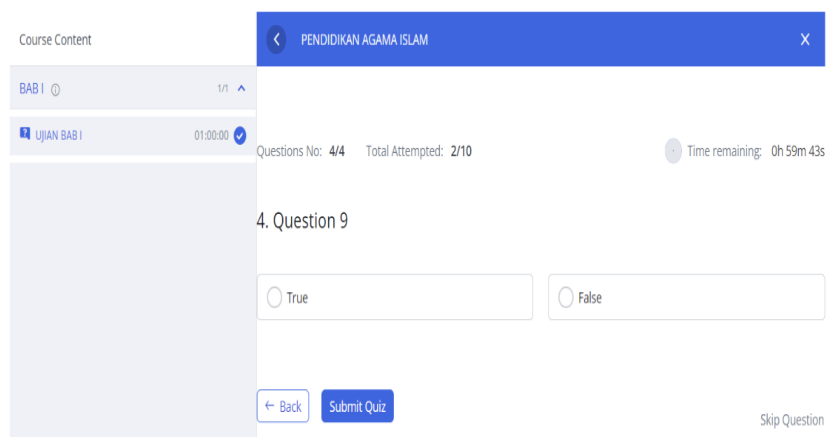 Course Content
PENDIDIKAN AGAMA ISLAM
X
BAB I
1/1
UJIAN BAB I
01:00:00
Questions No: 4/4 Total Attempted: 2/10
Time remaining: 0h 59m 43s
4. Question 9
True
False
← Back
Submit Quiz
Skip Question